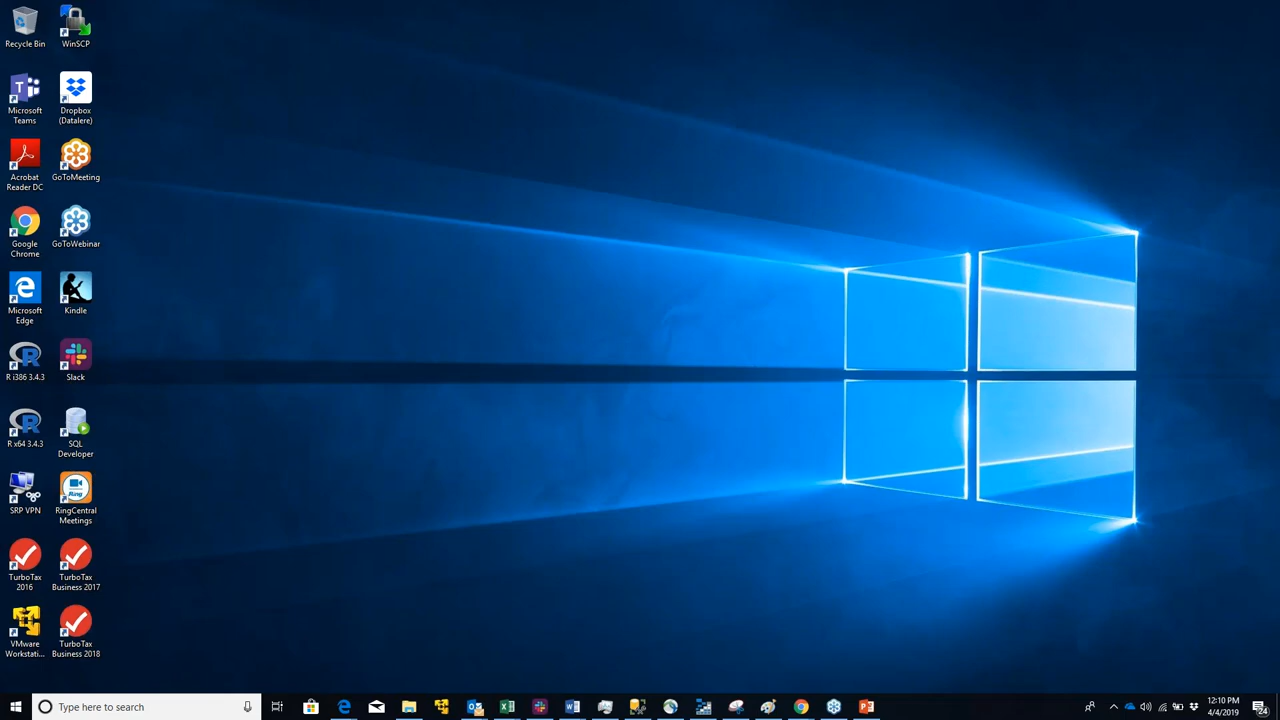 Recycle Bin
WinSCP
Microsoft
Teams
Dropbox
(Datalere)
Acrobat
Reader DC
GoToMeeting
Google
Chrome
GoToWebinar
Microsoft
Edge
Kindle
R i386 3.4.3
Slack
R x64 3.4.3
SQL
Developer
SRP VPN
Ring
RingCentral
Meetings
TurboTax
2016
TurboTax
Business 2017
VMware
Workstati...
TurboTax
Business 2018
Type here to search
12:10 PM
4/4/2019
24